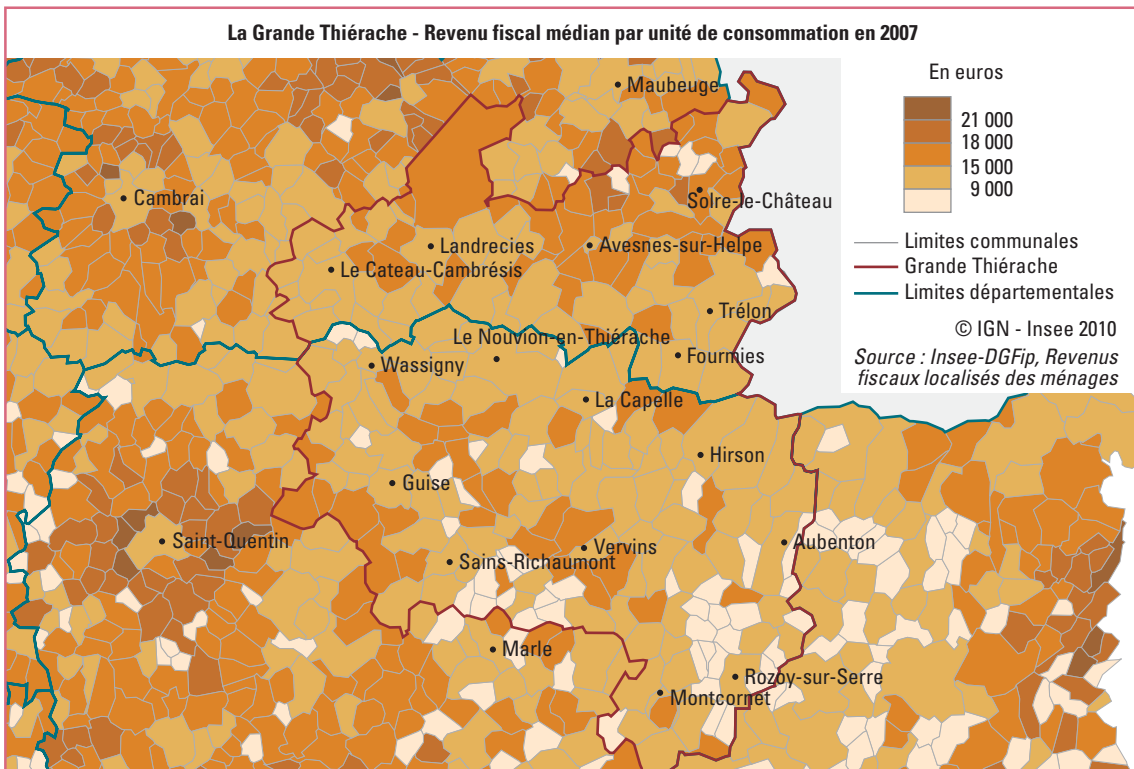 La Grande Thiérache - Revenu fiscal médian par unité de consommation en 2007
En euros
21 000
18 000
15 000
9 000
Limites communales
Grande Thiérache
Limites départementales
© IGN - Insee 2010
Source : Insee-DGFip, Revenus
fiscaux localisés des ménages
Maubeuge
Cambrai
Solre-le-Château
Landrecies
Avesnes-sur-Helpe
Le Cateau-Cambrésis
Trélon
Le Nouvion-en-Thiérache
Wassigny
Fourmies
La Capelle
Hirson
Guise
Saint-Quentin
Vervins
Aubenton
Sains-Richaumont
Marle
Rozoy-sur-Serre
Montcornet